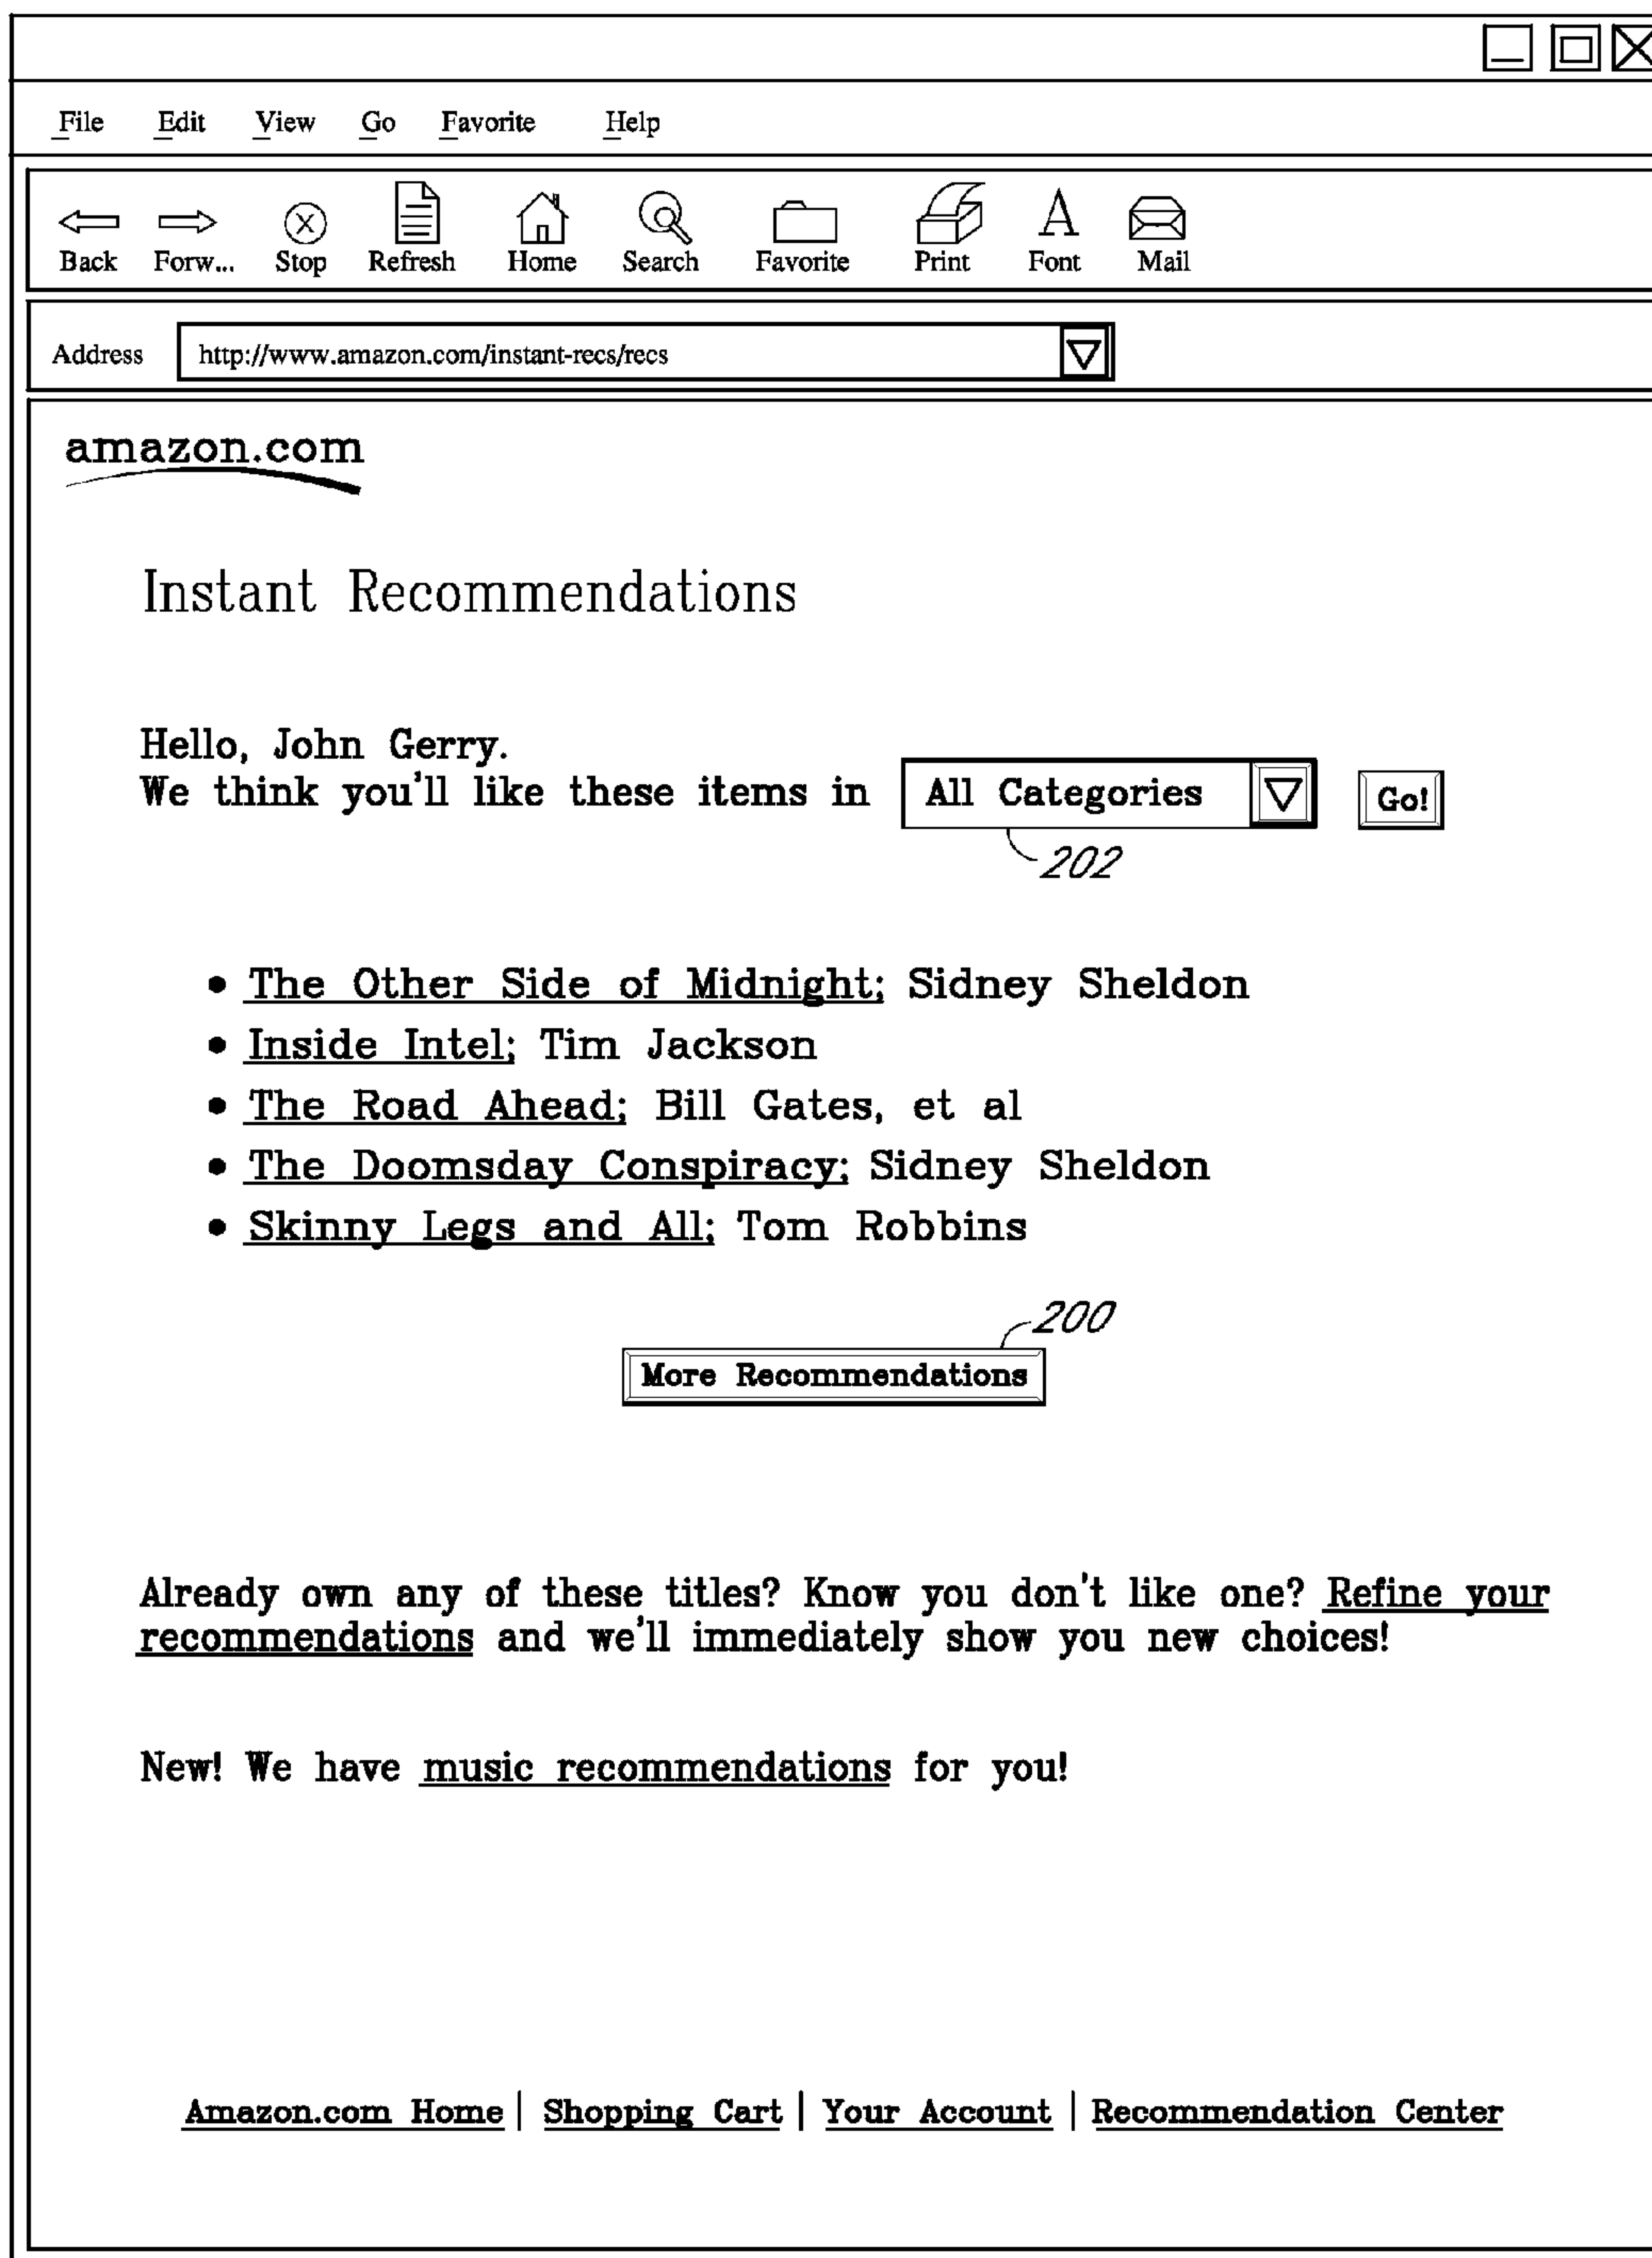 File Edit View Go Favorite Help
Back Forw... Stop Refresh Home Search Favorite Print Font Mail
Address http://www.amazon.com/instant-recs/recs
amazon.com
Instant Recommendations
Hello, John Gerry.
We think you'll like these items in All Categories Go!
202
• The Other Side of Midnight; Sidney Sheldon
• Inside Intel; Tim Jackson
• The Road Ahead; Bill Gates, et al
• The Doomsday Conspiracy; Sidney Sheldon
• Skinny Legs and All; Tom Robbins
200
More Recommendations
Already own any of these titles? Know you don't like one? Refine your
recommendations and we'll immediately show you new choices!
New! We have music recommendations for you!
Amazon.com Home | Shopping Cart | Your Account | Recommendation Center